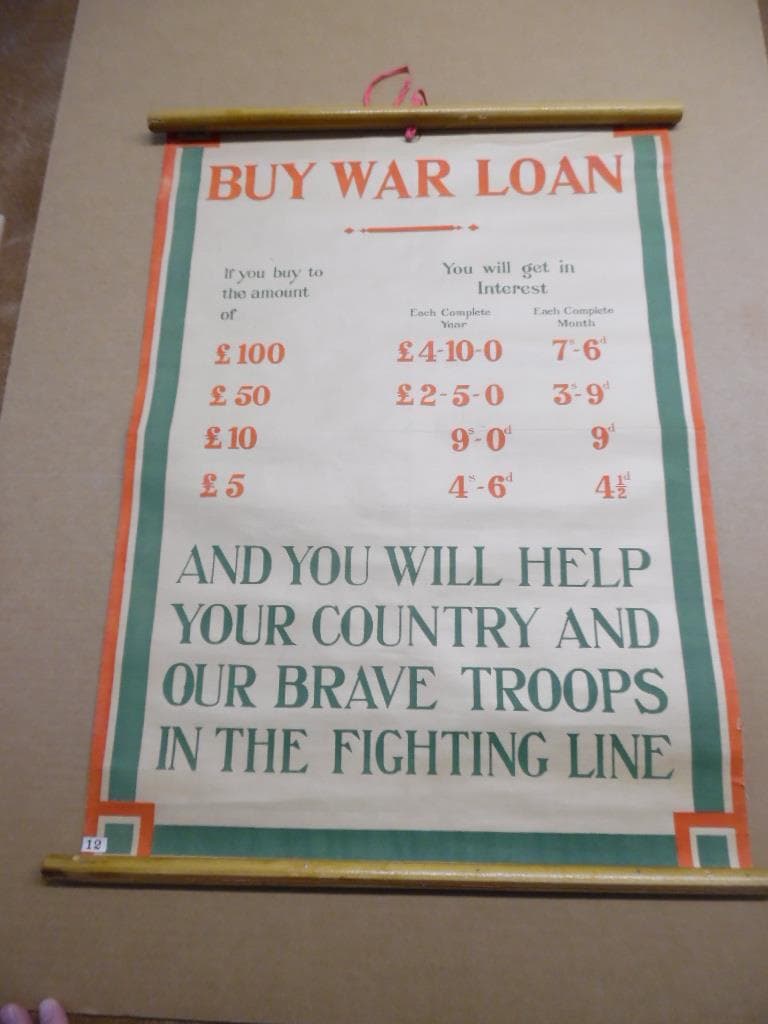 BUY WAR LOAN
If you buy to
the amount
of
You will get in
Interest
Each Complete
Year
Each Complete
Month
£100 £4-10-0 7s-6d
£50 £2-5-0 3s-9d
£10 9s-0d 9d
£5 4s-6d 4½d
AND YOU WILL HELP
YOUR COUNTRY AND
OUR BRAVE TROOPS
IN THE FIGHTING LINE
12